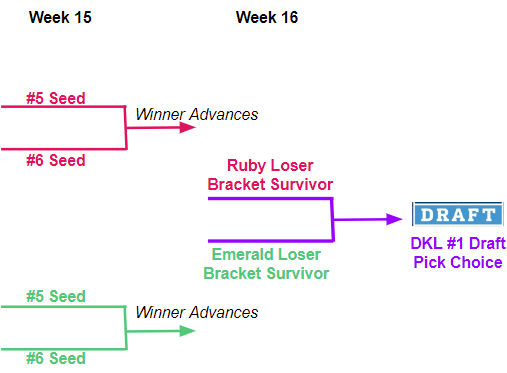 Week 15
Week 16
#5 Seed
Winner Advances
#6 Seed
Ruby Loser
Bracket Survivor
DRAFT
DKL #1 Draft
Pick Choice
Emerald Loser
Bracket Survivor
#5 Seed
Winner Advances
#6 Seed